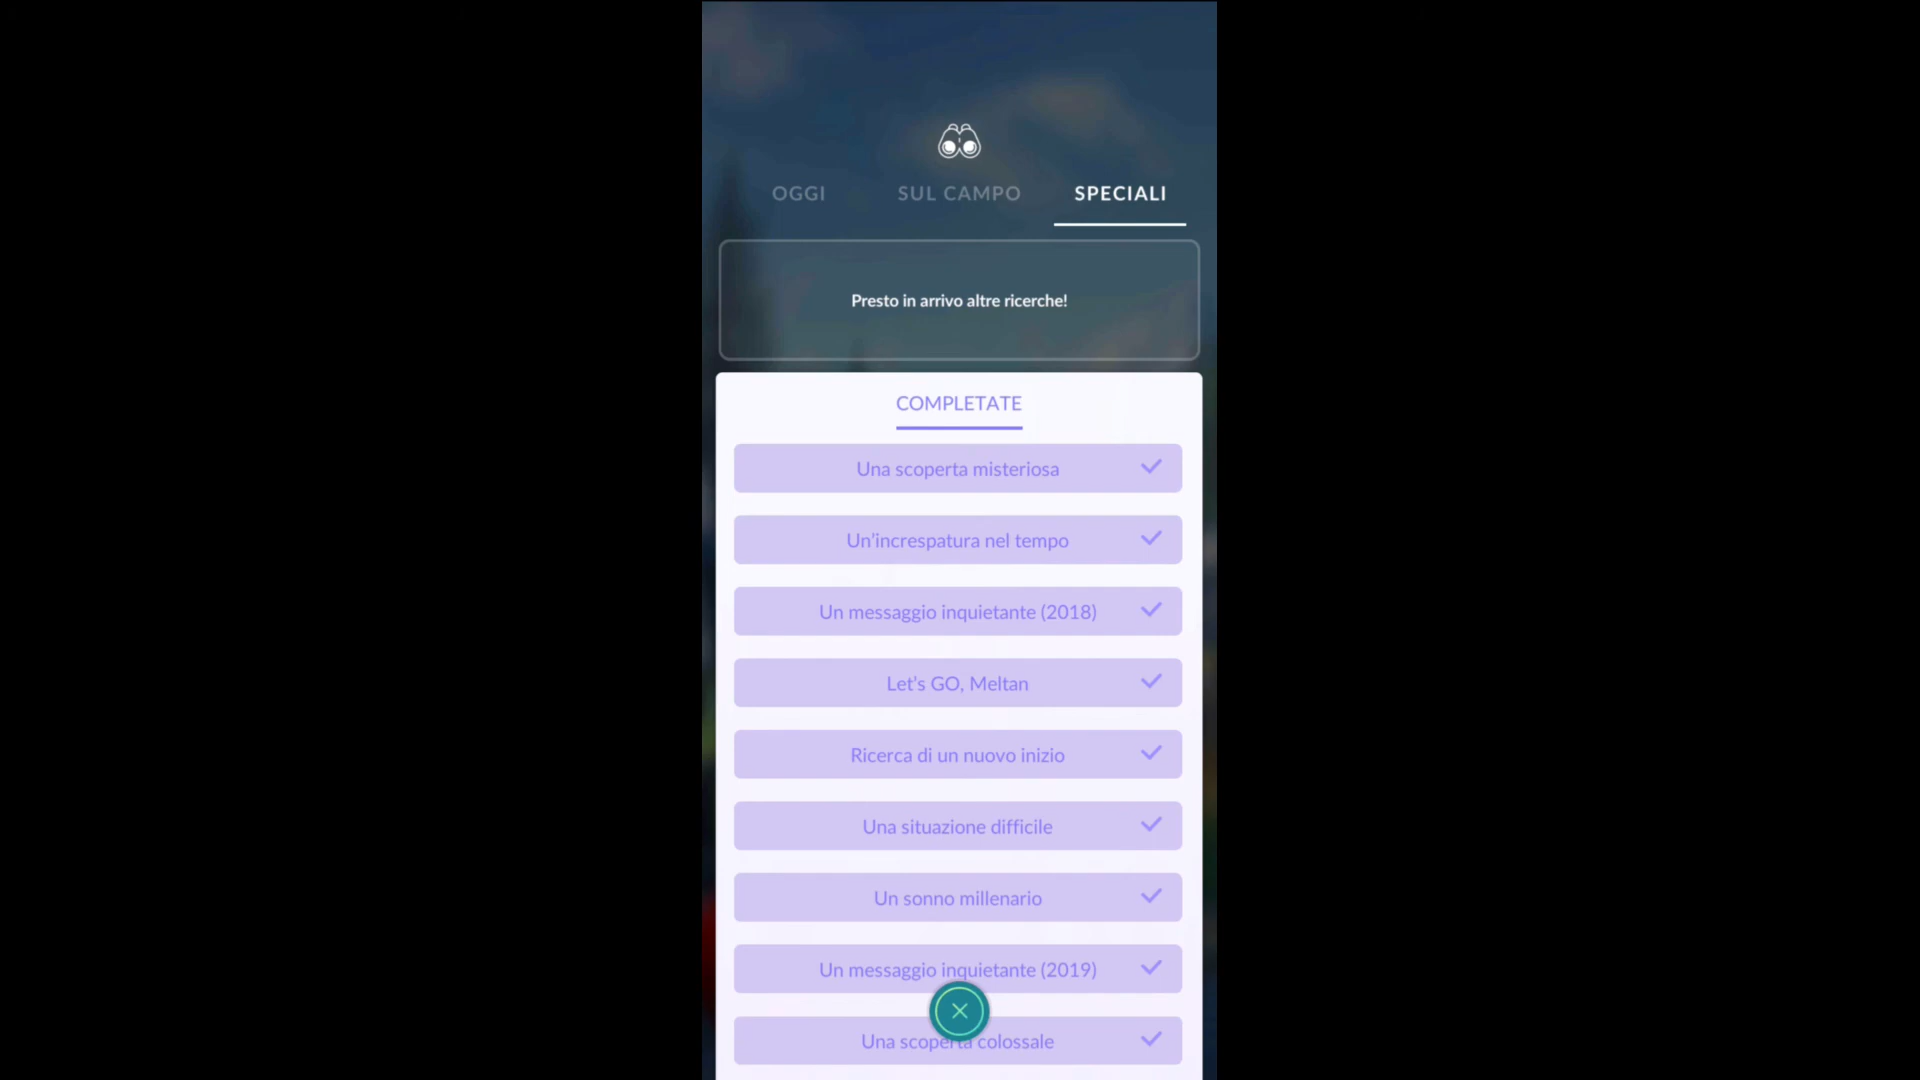 OGGI SUL CAMPO SPECIALI
Presto in arrivo altre ricerche!
COMPLETATE
Una scoperta misteriosa
Un'increspatura nel tempo
Un messaggio inquietante (2018)
Let's GO, Meltan
Ricerca di un nuovo inizio
Una situazione difficile
Un sonno millenario
Un messaggio inquietante (2019)
Una scoperta colossale